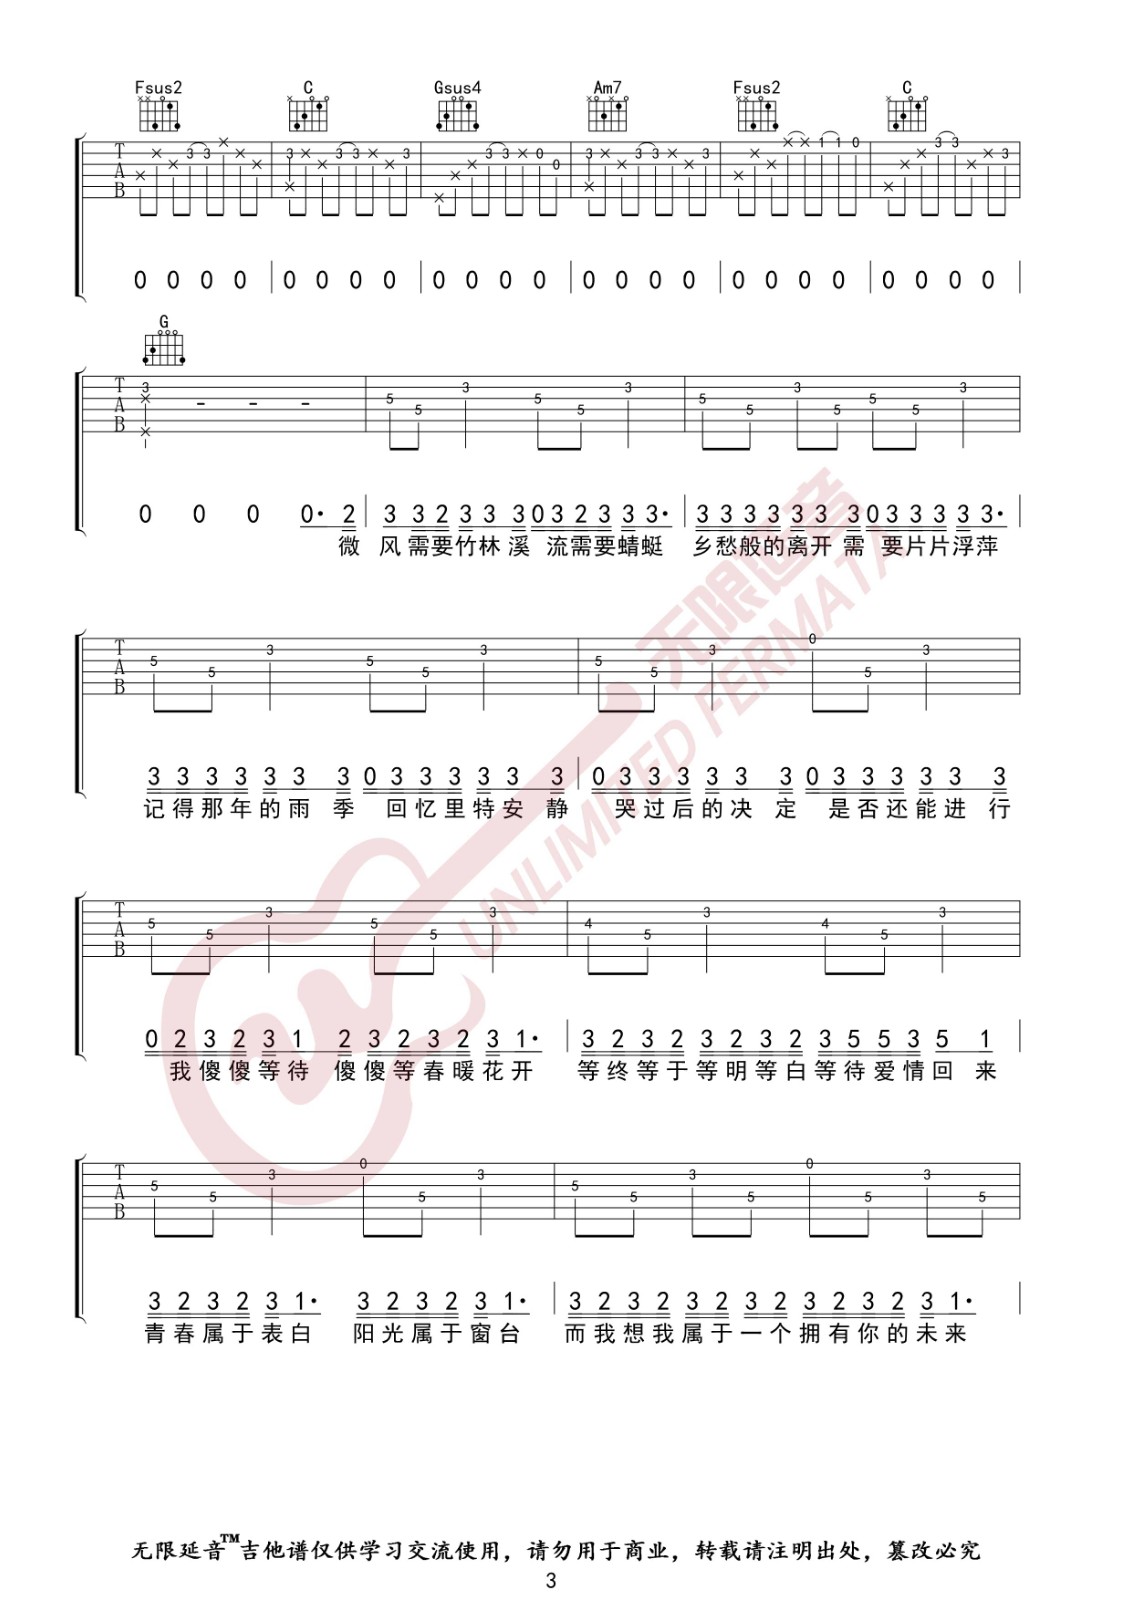 Fsus2 C Gsus4 Am7 Fsus2 C
0 0 0 0 0 0 0 0 0 0 0 0 0 0 0 0 0 0 0 0 0 0 0 0
G
0 0 0 0· 2 3 3 2 3 3 3 0 3 2 3 3 3· 3 3 3 3 3 3 3 0 3 3 3 3 3·
微 风需要竹林溪 流需要蜻蜓 乡愁般的离开需 要片片浮萍
3 3 3 3 3 3 3 0 3 3 3 3 3 3 0 3 3 3 3 3 3 0 3 3 3 3 3 3
记得那年的雨 季 回忆里特安 静 哭过后的决 定 是否还能进 行
0 2 3 2 3 1 2 3 2 3 2 3 1· 3 2 3 2 3 2 3 2 3 5 5 3 5 1
我傻傻等待 傻傻等春暖花开 等终等于等明等白等待爱情回 来
3 2 3 2 3 1· 3 2 3 2 3 1· 3 2 3 2 3 2 3 2 3 2 3 2 3 1·
青春属于表白 阳光属于窗台 而我想我属于一个拥有你的未来
无限延音
UNLIMITED FERMATA
无限延音™吉他谱仅供学习交流使用，请勿用于商业，转载请注明出处，篡改必究
3